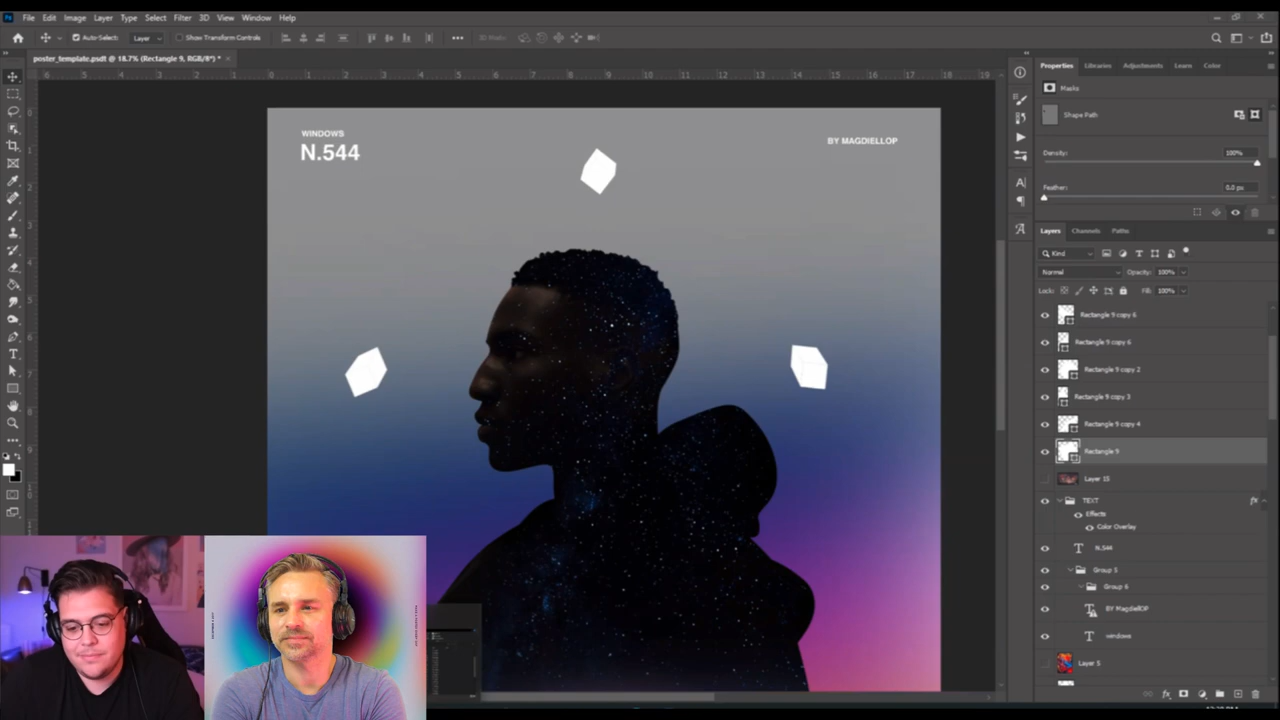 Ps File Edit Image Layer Type Select Filter 3D View Window Help
Auto-Select: Layer Show Transform Controls
poster_template.psdt @ 18.7% (Rectangle 9, RGB/8*) *
Properties Libraries Adjustments Learn Color
Masks
Shape Path
Density: 100%
Feather: 0.0 px
WINDOWS
N.544
BY MAGDIELLOP
Layers Channels Paths
Kind
Normal Opacity: 100%
Lock: Fill: 100%
Rectangle 9 copy 6
Rectangle 9 copy 6
Rectangle 9 copy 2
Rectangle 9 copy 3
Rectangle 9 copy 4
Rectangle 9
Layer 15
TEXT fx
Effects
Color Overlay
N.544
Group 5
Group 6
BY MagdielOP
windows
Layer 5